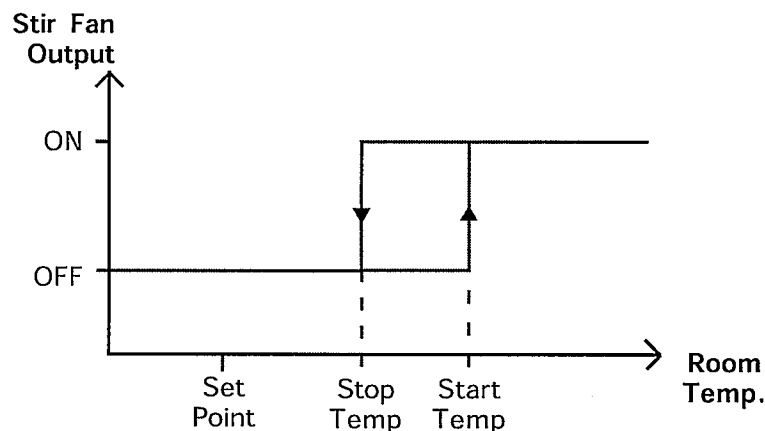 Stir Fan
Output
ON
OFF
Set
Point
Stop
Temp
Start
Temp
Room
Temp.